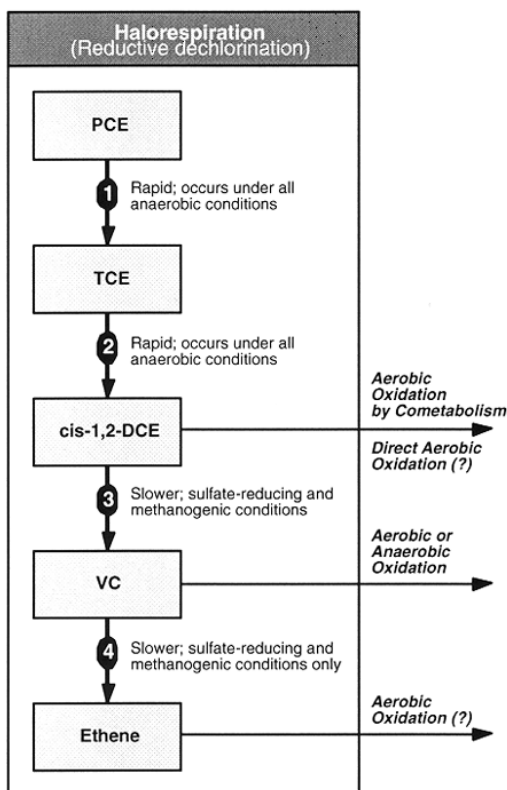 Halorespiration
(Reductive dechlorination)
PCE
1
Rapid; occurs under all
anaerobic conditions
TCE
2
Rapid; occurs under all
anaerobic conditions
cis-1,2-DCE
Aerobic
Oxidation
by Cometabolism
Direct Aerobic
Oxidation (?)
3
Slower; sulfate-reducing and
methanogenic conditions
VC
Aerobic or
Anaerobic
Oxidation
4
Slower; sulfate-reducing and
methanogenic conditions only
Ethene
Aerobic
Oxidation (?)